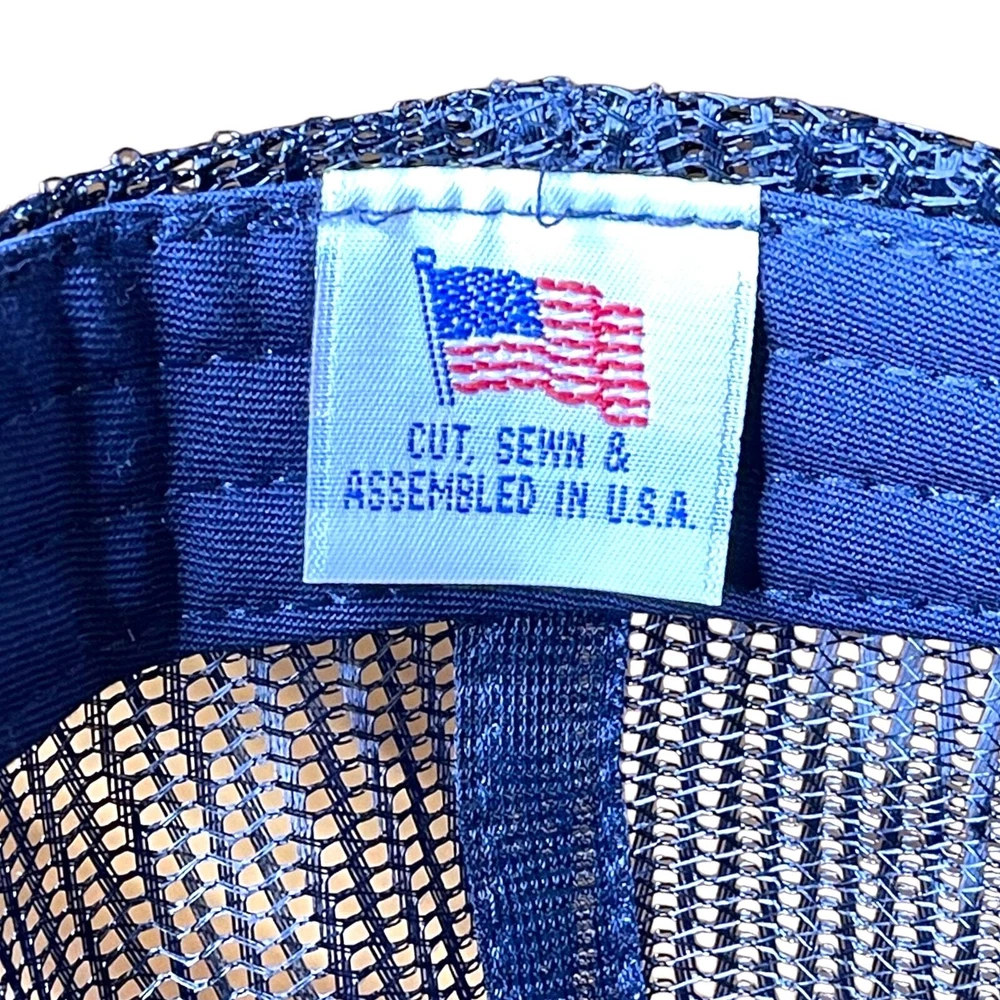 CUT, SEWN &
ASSEMBLED IN U.S.A.